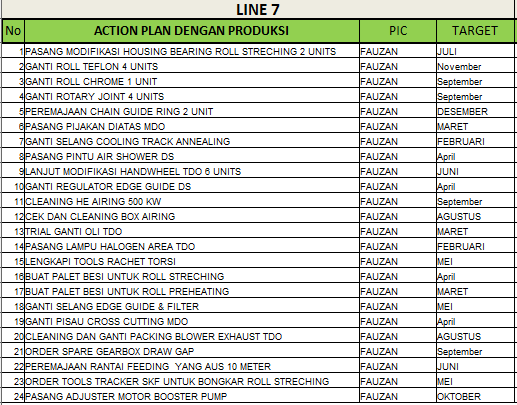 LINE 7
No ACTION PLAN DENGAN PRODUKSI PIC TARGET
1 PASANG MODIFIKASI HOUSING BEARING ROLL STRECHING 2 UNITS FAUZAN JULI
2 GANTI ROLL TEFLON 4 UNITS FAUZAN November
3 GANTI ROLL CHROME 1 UNIT FAUZAN September
4 GANTI ROTARY JOINT 4 UNITS FAUZAN September
5 PEREMAJAAN CHAIN GUIDE RING 2 UNIT FAUZAN DESEMBER
6 PASANG PIJAKAN DIATAS MDO FAUZAN MARET
7 GANTI SELANG COOLING TRACK ANNEALING FAUZAN FEBRUARI
8 PASANG PINTU AIR SHOWER DS FAUZAN April
9 LANJUT MODIFIKASI HANDWHEEL TDO 6 UNITS FAUZAN JUNI
10 GANTI REGULATOR EDGE GUIDE DS FAUZAN April
11 CLEANING HE AIRING 500 KW FAUZAN September
12 CEK DAN CLEANING BOX AIRING FAUZAN AGUSTUS
13 TRIAL GANTI OLI TDO FAUZAN MARET
14 PASANG LAMPU HALOGEN AREA TDO FAUZAN FEBRUARI
15 LENGKAPI TOOLS RACHET TORSI FAUZAN MEI
16 BUAT PALET BESI UNTUK ROLL STRECHING FAUZAN April
17 BUAT PALET BESI UNTUK ROLL PREHEATING FAUZAN MARET
18 GANTI SELANG EDGE GUIDE & FILTER FAUZAN MEI
19 GANTI PISAU CROSS CUTTING MDO FAUZAN April
20 CLEANING DAN GANTI PACKING BLOWER EXHAUST TDO FAUZAN AGUSTUS
21 ORDER SPARE GEARBOX DRAW GAP FAUZAN September
22 PEREMAJAAN RANTAI FEEDING YANG AUS 10 METER FAUZAN JUNI
23 ORDER TOOLS TRACKER SKF UNTUK BONGKAR ROLL STRECHING FAUZAN MEI
24 PASANG ADJUSTER MOTOR BOOSTER PUMP FAUZAN OKTOBER